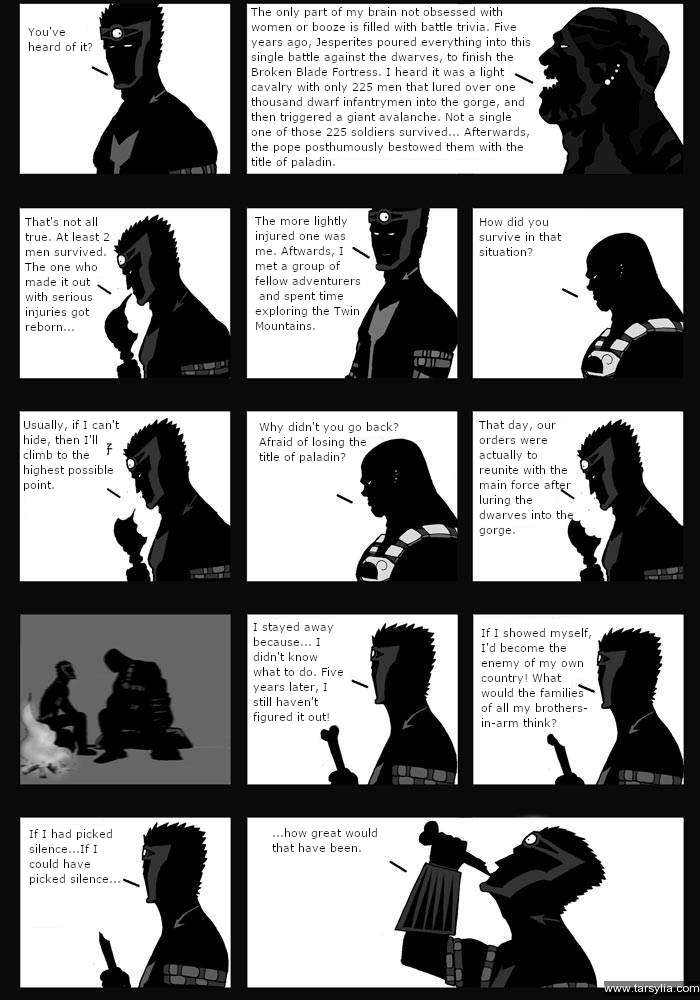 You've
heard of it?
The only part of my brain not obsessed with
women or booze is filled with battle trivia. Five
years ago, Jesperites poured everything into this
single battle against the dwarves, to finish the
Broken Blade Fortress. I heard it was a light
cavalry with only 225 men that lured over one
thousand dwarf infantrymen into the gorge, and
then triggered a giant avalanche. Not a single
one of those 225 soldiers survived... Afterwards,
the pope posthumously bestowed them with the
title of paladin.
That's not all
true. At least 2
men survived.
The one who
made it out
with serious
injuries got
reborn...
The more lightly
injured one was
me. Aftwards, I
met a group of
fellow adventurers
and spent time
exploring the Twin
Mountains.
How did you
survive in that
situation?
Usually, if I can't
hide, then I'll
climb to the
highest possible
point.
Why didn't you go back?
Afraid of losing the
title of paladin?
That day, our
orders were
actually to
reunite with the
main force after
luring the
dwarves into the
gorge.
I stayed away
because... I
didn't know
what to do. Five
years later, I
still haven't
figured it out!
If I showed myself,
I'd become the
enemy of my own
country! What
would the families
of all my brothers-
in-arm think?
If I had picked
silence...If I
could have
picked silence...
...how great would
that have been.
www.tarsylia.com